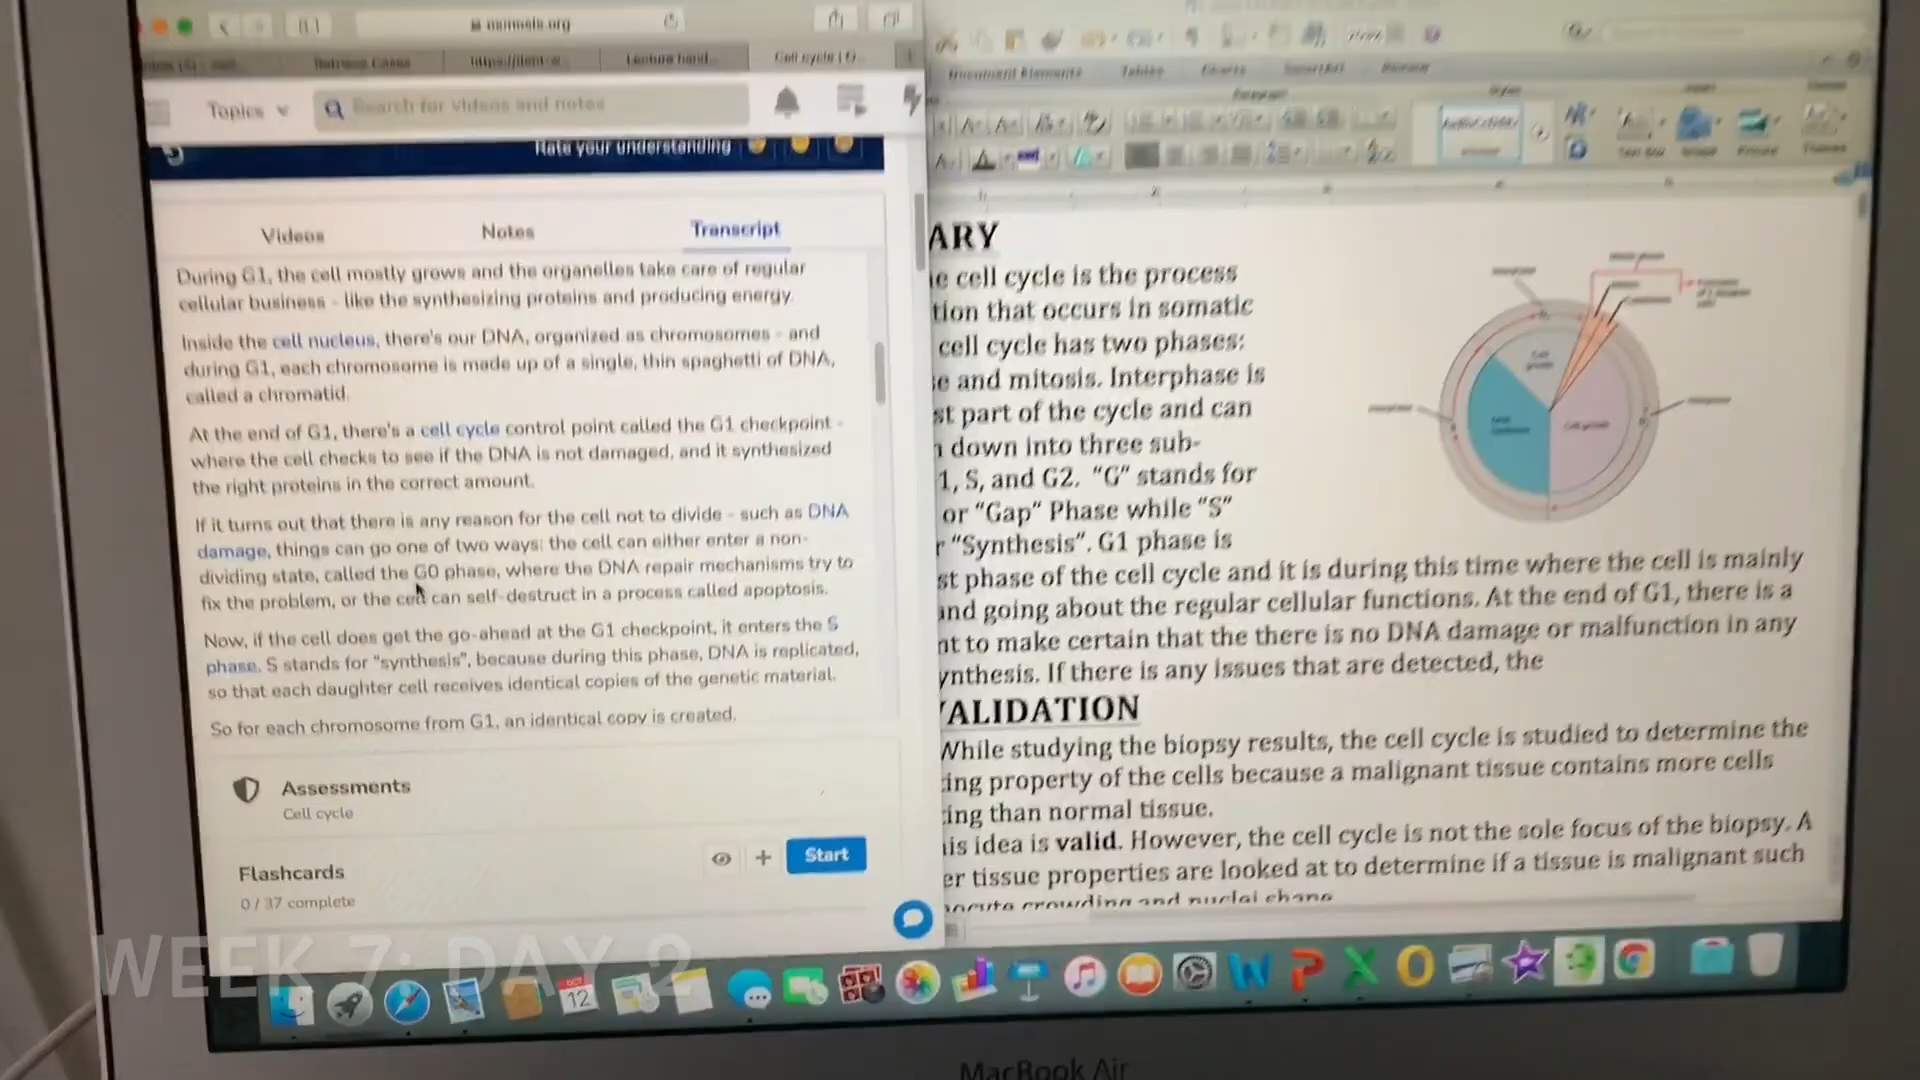 Topics
Search for videos and notes
Rate your understanding
Videos Notes Transcript
During G1, the cell mostly grows and the organelles take care of regular
cellular business - like the synthesizing proteins and producing energy.
Inside the cell nucleus, there's our DNA, organized as chromosomes - and
during G1, each chromosome is made up of a single, thin spaghetti of DNA,
called a chromatid.
At the end of G1, there's a cell cycle control point called the G1 checkpoint -
where the cell checks to see if the DNA is not damaged, and it synthesized
the right proteins in the correct amount.
If it turns out that there is any reason for the cell not to divide - such as DNA
damage, things can go one of two ways: the cell can either enter a non-
dividing state, called the G0 phase, where the DNA repair mechanisms try to
fix the problem, or the cell can self-destruct in a process called apoptosis.
Now, if the cell does get the go-ahead at the G1 checkpoint, it enters the S
phase. S stands for "synthesis", because during this phase, DNA is replicated,
so that each daughter cell receives identical copies of the genetic material.
So for each chromosome from G1, an identical copy is created.
Assessments
Cell cycle
Flashcards
0 / 37 complete
Start
Document Elements Tables Charts SmartArt Review
ARY
e cell cycle is the process
tion that occurs in somatic
cell cycle has two phases:
e and mitosis. Interphase is
st part of the cycle and can
n down into three sub-
1, S, and G2. "G" stands for
or "Gap" Phase while "S"
r "Synthesis". G1 phase is
st phase of the cell cycle and it is during this time where the cell is mainly
and going about the regular cellular functions. At the end of G1, there is a
nt to make certain that the there is no DNA damage or malfunction in any
ynthesis. If there is any issues that are detected, the
VALIDATION
While studying the biopsy results, the cell cycle is studied to determine the
ing property of the cells because a malignant tissue contains more cells
ing than normal tissue.
is idea is valid. However, the cell cycle is not the sole focus of the biopsy. A
er tissue properties are looked at to determine if a tissue is malignant such
crowding and nuclei shape
WEEK 7: DAY 2
OCT
12
MacBook Air